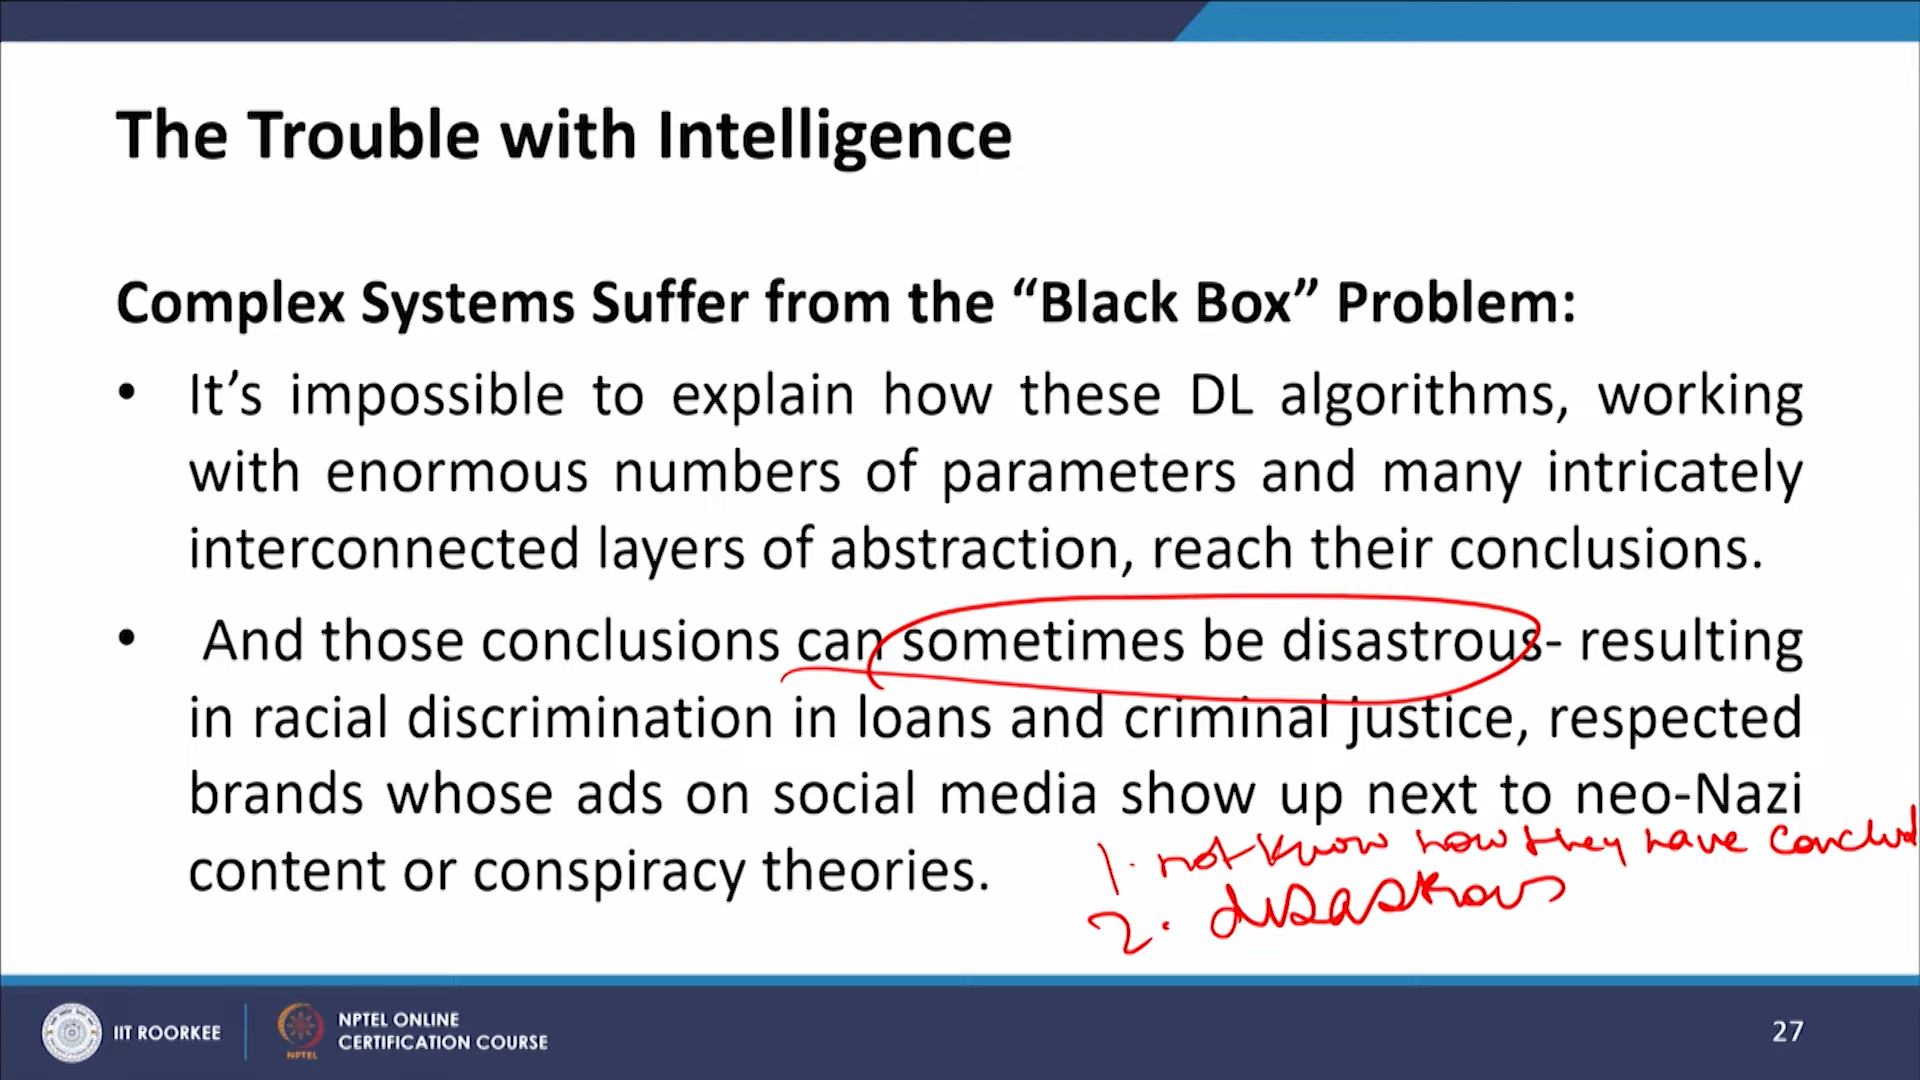 The Trouble with Intelligence
Complex Systems Suffer from the “Black Box” Problem:
• It’s impossible to explain how these DL algorithms, working
with enormous numbers of parameters and many intricately
interconnected layers of abstraction, reach their conclusions.
• And those conclusions can sometimes be disastrous- resulting
in racial discrimination in loans and criminal justice, respected
brands whose ads on social media show up next to neo-Nazi
content or conspiracy theories.
1. not know how they have conclud
2. disastrous
IIT ROORKEE
NPTEL
NPTEL ONLINE
CERTIFICATION COURSE
27